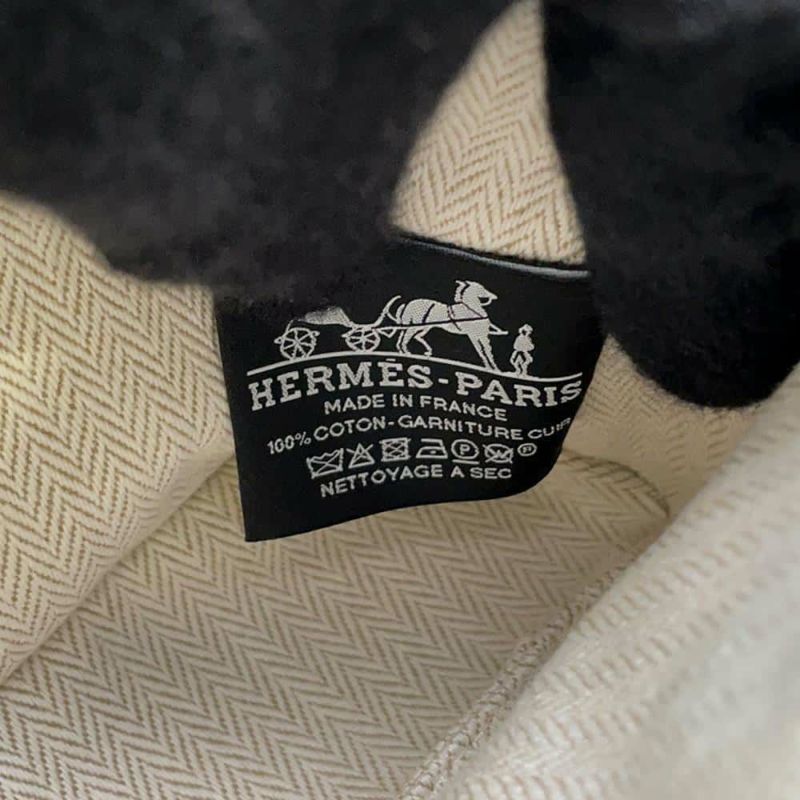 HERMÈS-PARIS
MADE IN FRANCE
100% COTON-GARNITURE CUIR
P P
NETTOYAGE A SEC